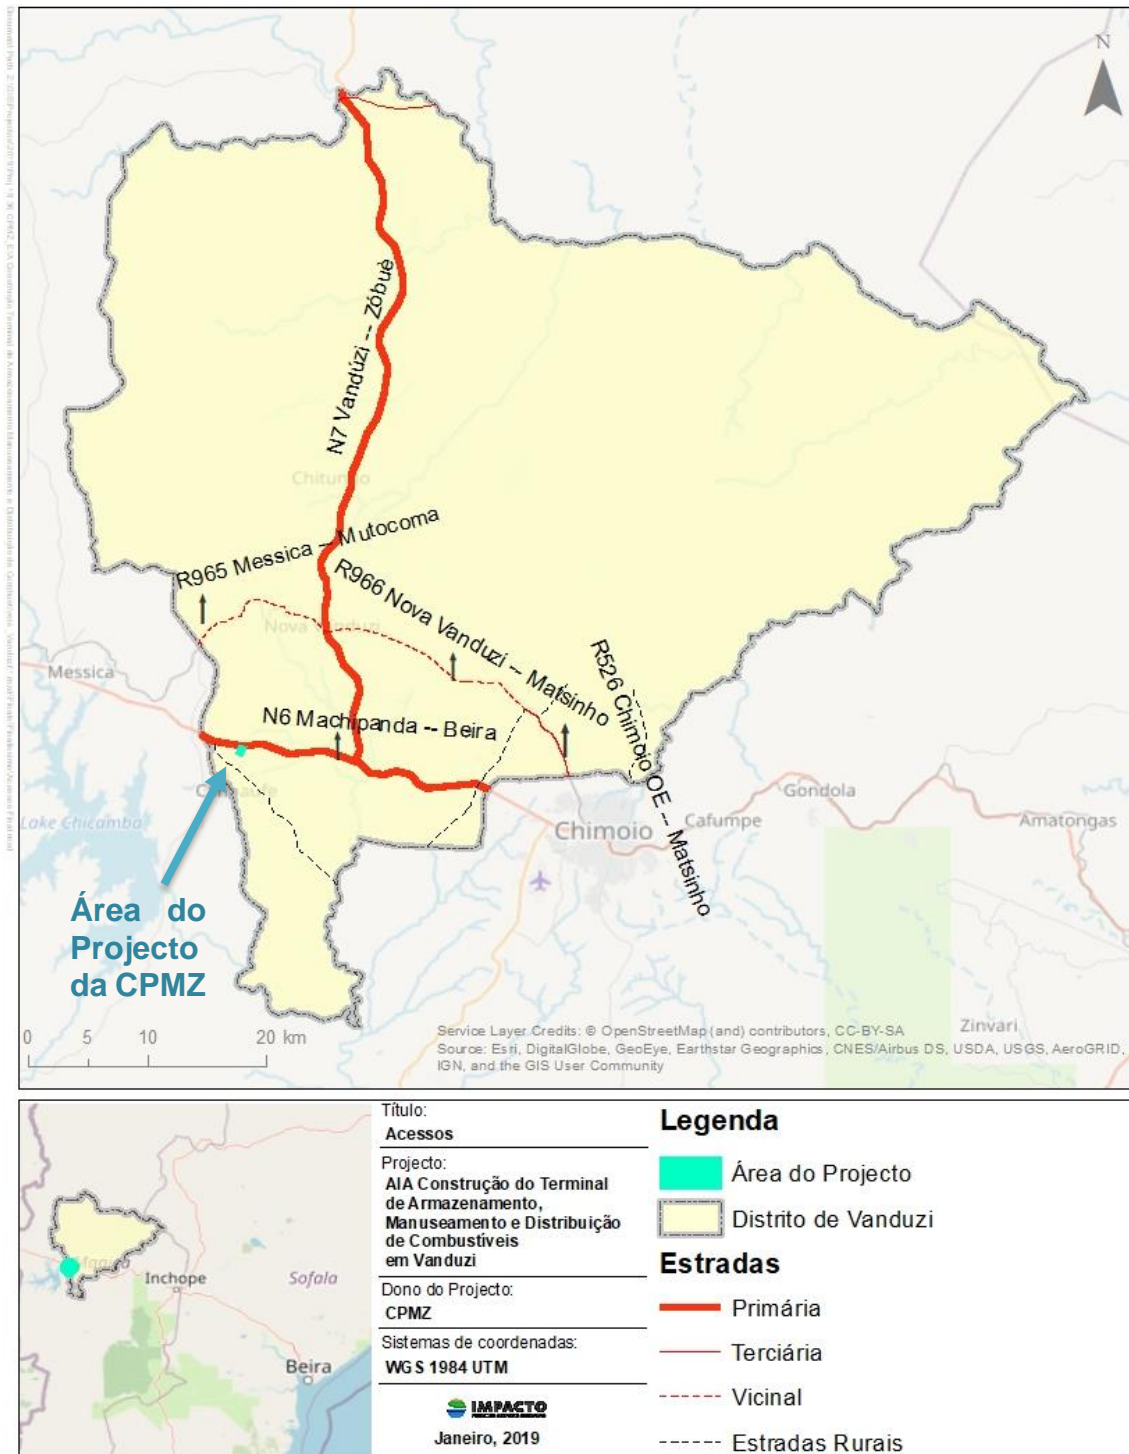 N
N7 Vandúzi -- Zóbuè
R965 Messica -- Mutocoma
R966 Nova Vanduzi -- Matsinho
R526 Chimoio OE -- Matsinho
Nova Vanduzi
Messica
N6 Machipanda -- Beira
Lake Chicamba
Chimoio
Cafumpe
Gondola
Amatongas
Área do
Projecto
da CPMZ
Zinvari
0 5 10 20 km
Service Layer Credits: © OpenStreetMap (and) contributors, CC-BY-SA
Source: Esri, DigitalGlobe, GeoEye, Earthstar Geographics, CNES/Airbus DS, USDA, USGS, AeroGRID,
IGN, and the GIS User Community
Inchope
Sofala
Beira
Título:
Acessos
Projecto:
AIA Construção do Terminal
de Armazenamento,
Manuseamento e Distribuição
de Combustíveis
em Vanduzi
Dono do Projecto:
CPMZ
Sistemas de coordenadas:
WGS 1984 UTM
IMPACTO
Janeiro, 2019
Legenda
Área do Projecto
Distrito de Vanduzi
Estradas
Primária
Terciária
Vicinal
Estradas Rurais